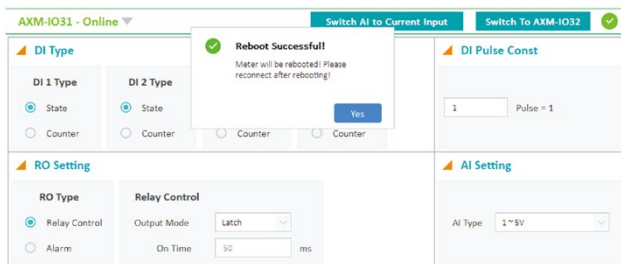 AXM-IO31 - Online
Switch AI to Current Input
Switch To AXM-IO32
DI Type
DI 1 Type
State
Counter
DI 2 Type
State
Counter
Counter
Counter
Reboot Successful!
Meter will be rebooted! Please
reconnect after rebooting!
Yes
DI Pulse Const
1 Pulse = 1
RO Setting
RO Type
Relay Control
Alarm
Relay Control
Output Mode Latch
On Time 50 ms
AI Setting
AI Type 1~5V